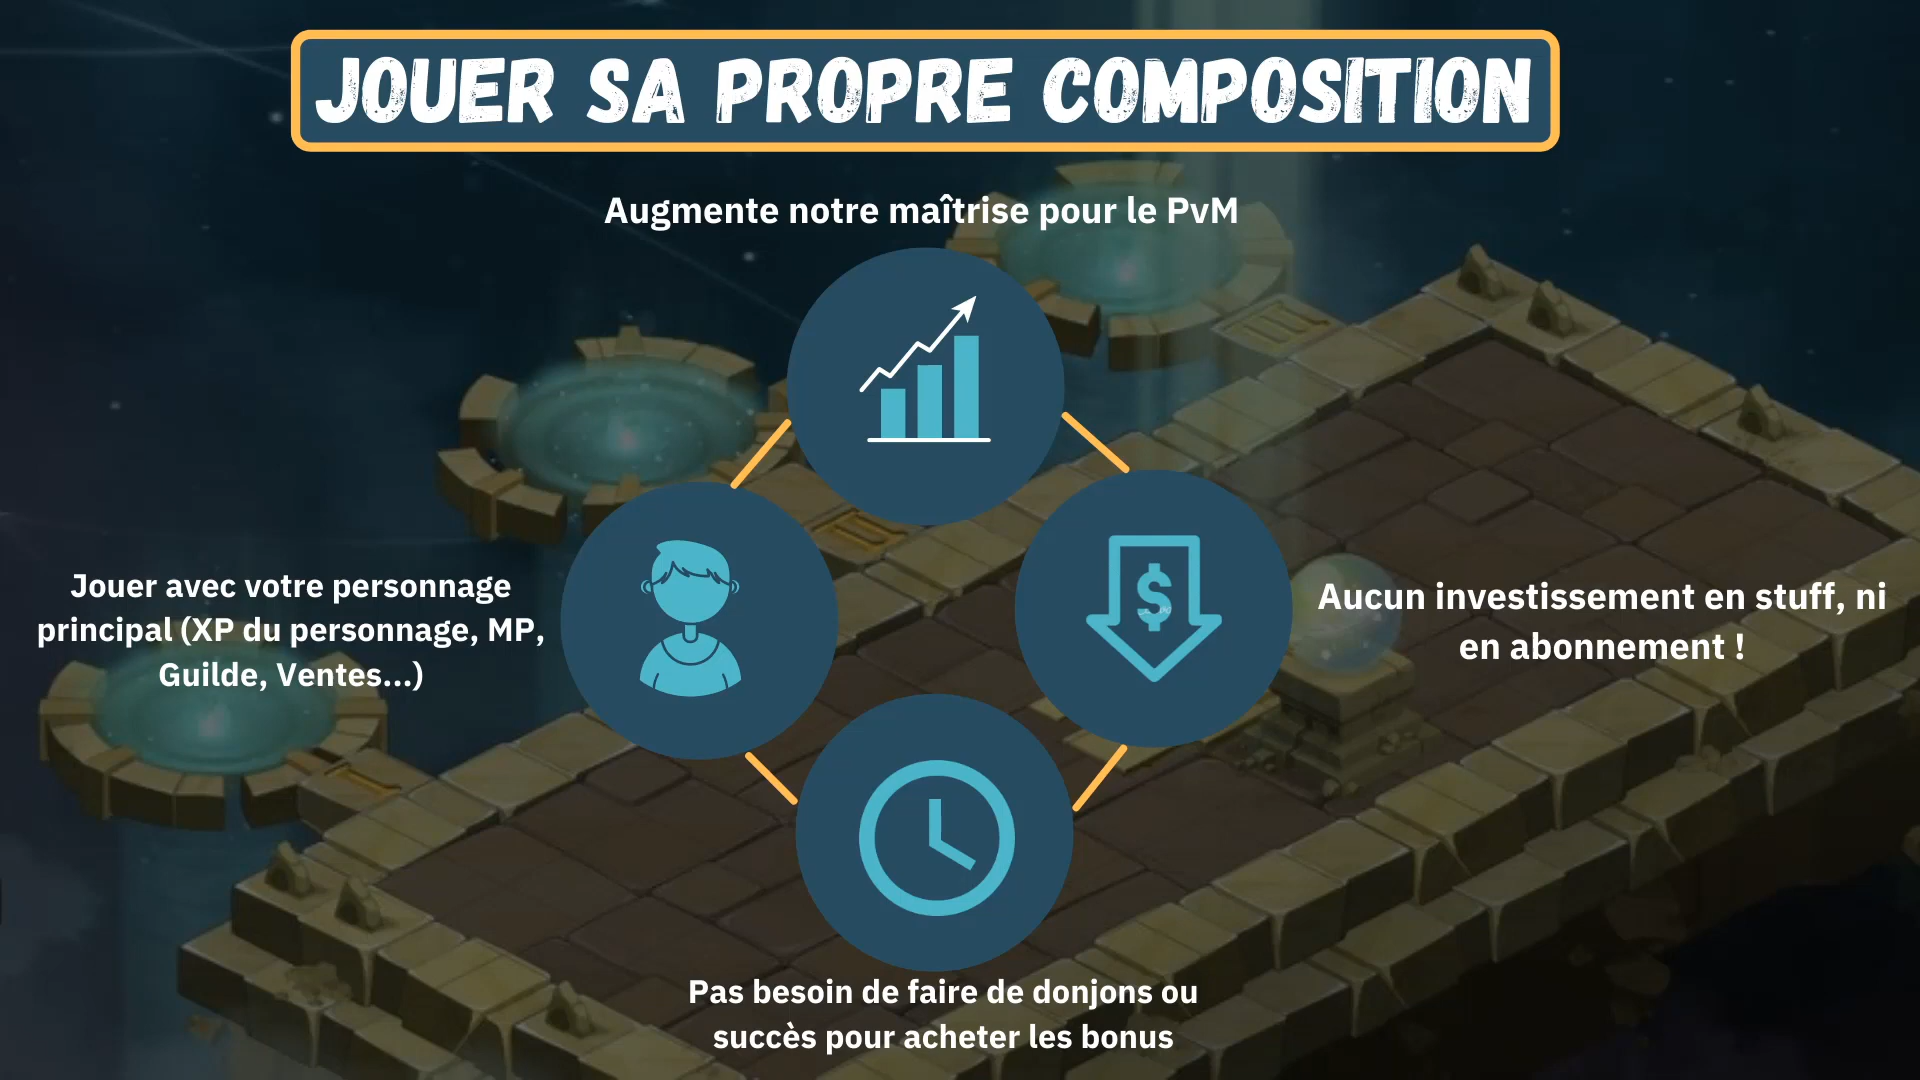 JOUER SA PROPRE COMPOSITION
Augmente notre maîtrise pour le PvM
Jouer avec votre personnage
principal (XP du personnage, MP,
Guilde, Ventes...)
$
Aucun investissement en stuff, ni
en abonnement !
Pas besoin de faire de donjons ou
succès pour acheter les bonus